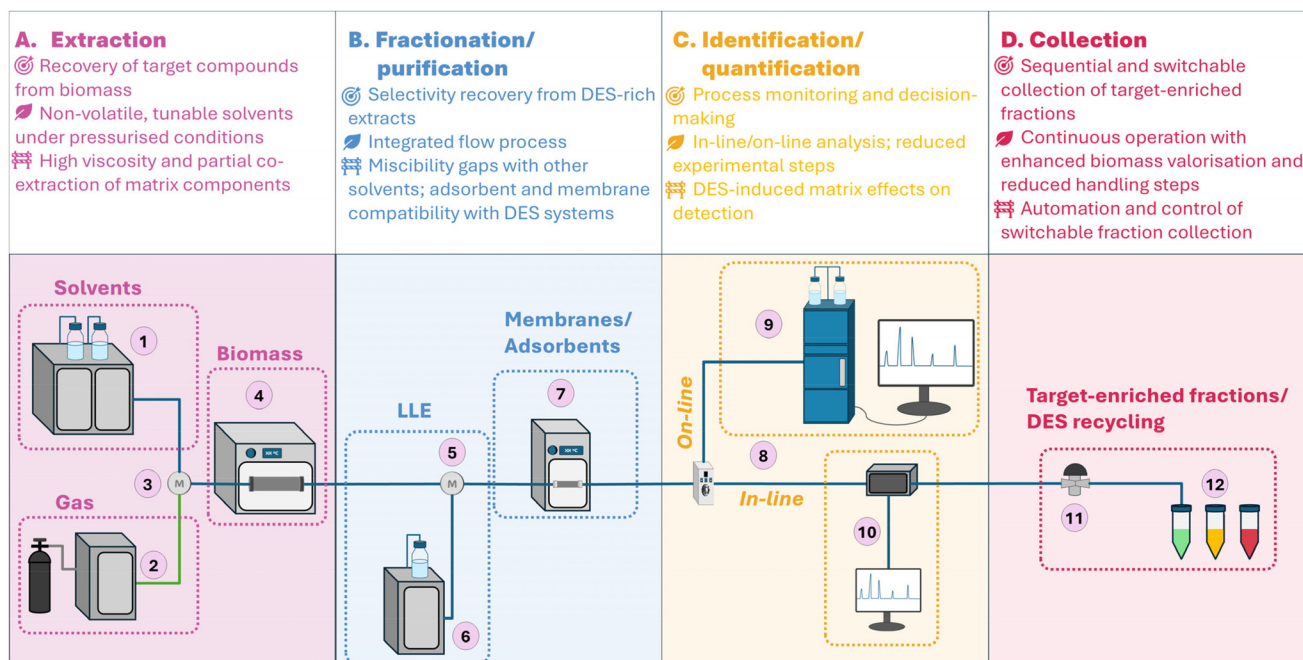 A. Extraction
Recovery of target compounds
from biomass
Non-volatile, tunable solvents
under pressurised conditions
High viscosity and partial co-
extraction of matrix components
B. Fractionation/
purification
Selectivity recovery from DES-rich
extracts
Integrated flow process
Miscibility gaps with other
solvents; adsorbent and membrane
compatibility with DES systems
C. Identification/
quantification
Process monitoring and decision-
making
In-line/on-line analysis; reduced
experimental steps
DES-induced matrix effects on
detection
D. Collection
Sequential and switchable
collection of target-enriched
fractions
Continuous operation with
enhanced biomass valorisation and
reduced handling steps
Automation and control of
switchable fraction collection
Solvents
1
Biomass
4
HH °C
3
M
Gas
2
LLE
5
M
6
Membranes/
Adsorbents
7
HH °C
9
On-line
8
In-line
10
Target-enriched fractions/
DES recycling
11
12